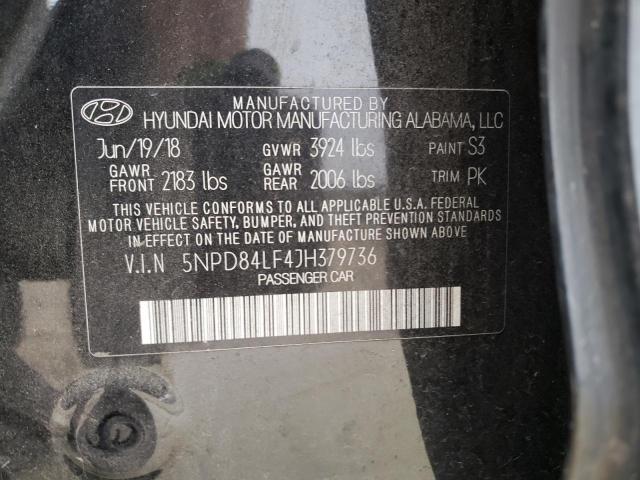 MANUFACTURED BY
HYUNDAI MOTOR MANUFACTURING ALABAMA, LLC
Jun/19/18 GVWR 3924 lbs PAINT S3
GAWR FRONT 2183 lbs GAWR REAR 2006 lbs TRIM PK
THIS VEHICLE CONFORMS TO ALL APPLICABLE U.S.A. FEDERAL
MOTOR VEHICLE SAFETY, BUMPER, AND THEFT PREVENTION STANDARDS
IN EFFECT ON THE DATE OF MANUFACTURE SHOWN ABOVE.
V.I.N 5NPD84LF4JH379736
PASSENGER CAR